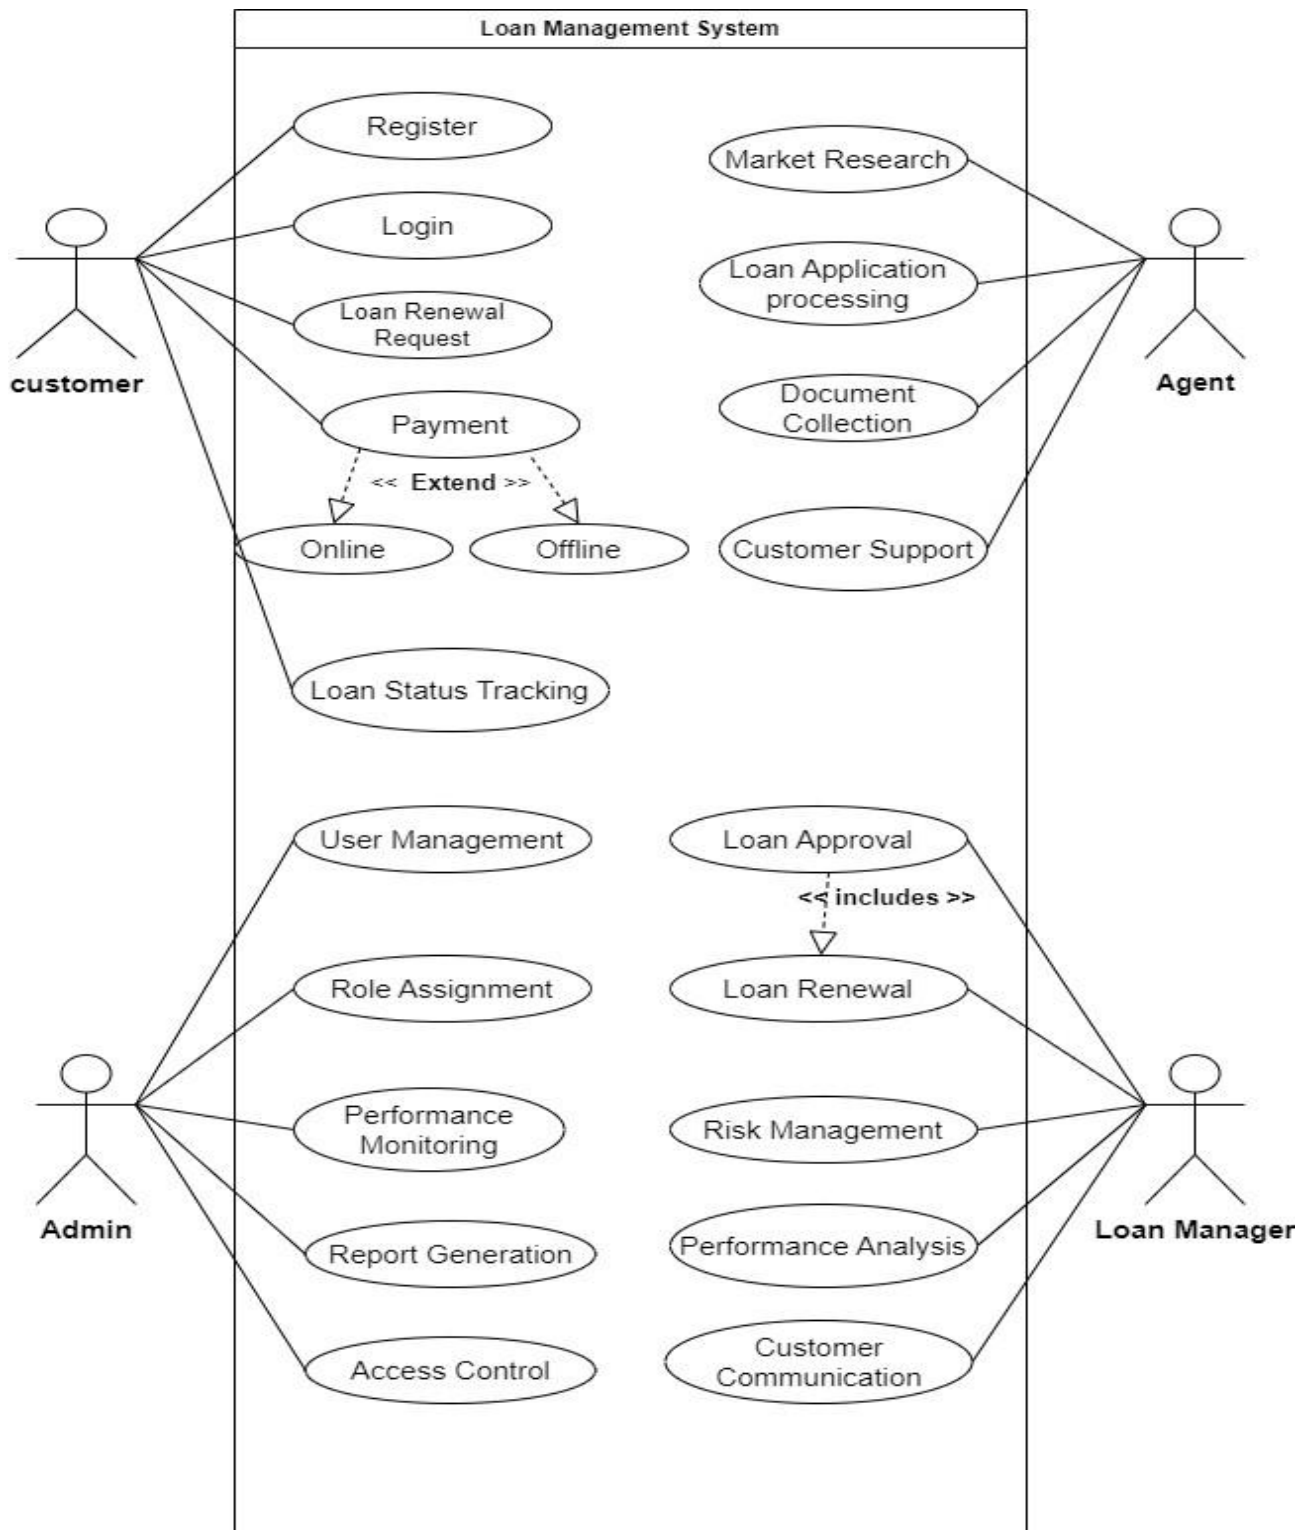 Loan Management System
Register
Market Research
Login
Loan Application
processing
Loan Renewal
Request
customer
Agent
Document
Collection
Payment
<< Extend >>
Online
Offline
Customer Support
Loan Status Tracking
User Management
Loan Approval
<< includes >>
Role Assignment
Loan Renewal
Performance
Monitoring
Risk Management
Admin
Loan Manager
Report Generation
Performance Analysis
Access Control
Customer
Communication